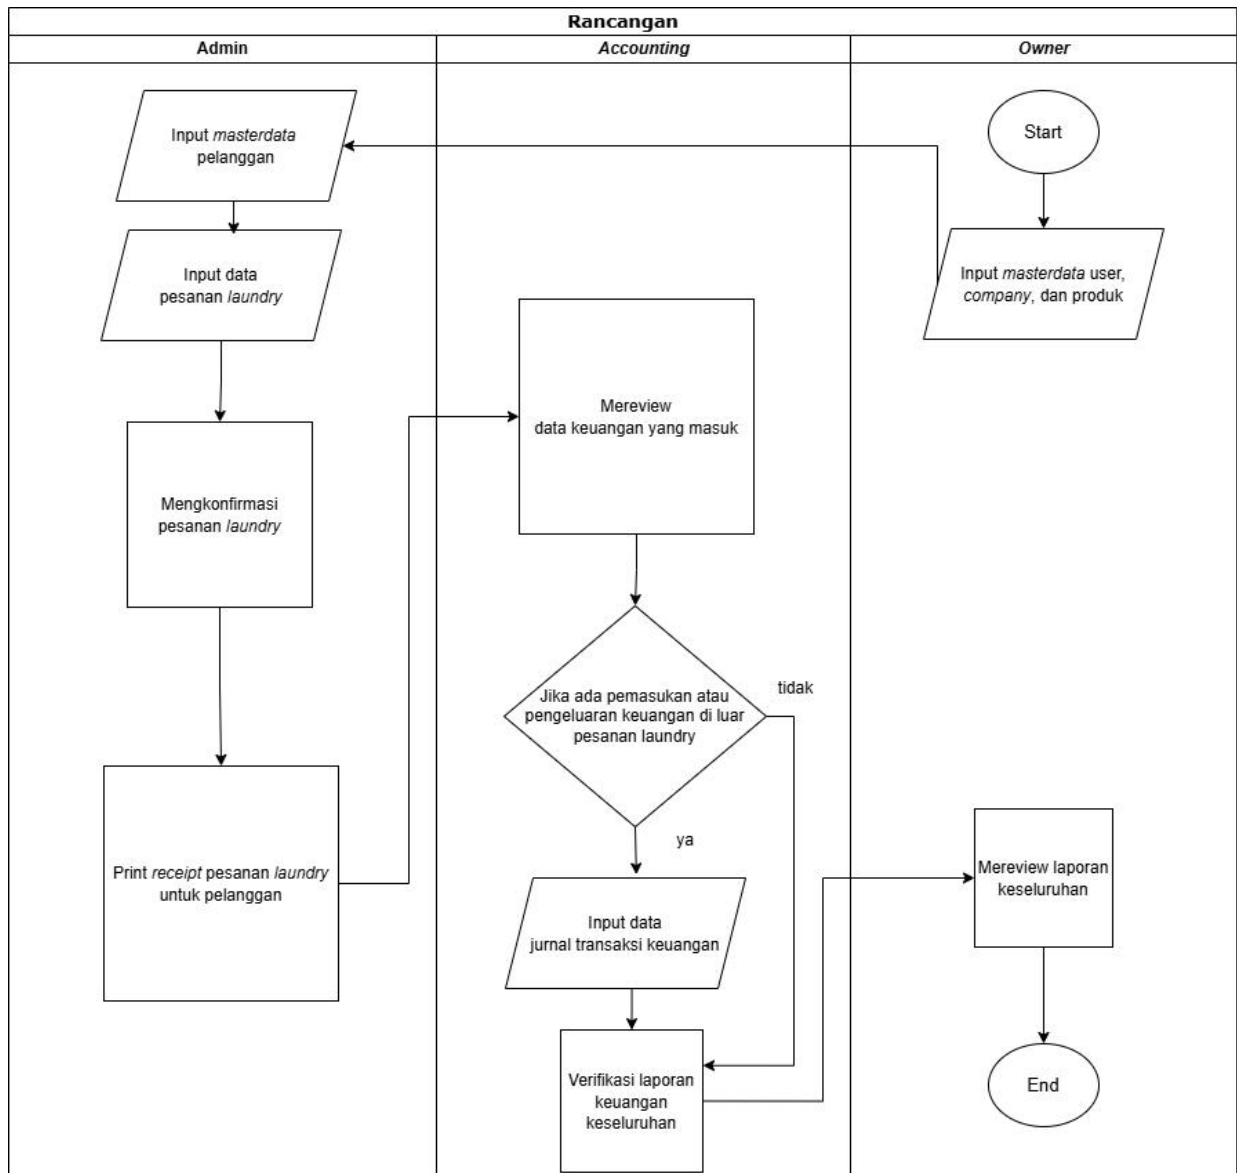 Rancangan
Admin
Accounting
Owner
Input masterdata
pelanggan
Input data
pesanan laundry
Mengkonfirmasi
pesanan laundry
Print receipt pesanan laundry
untuk pelanggan
Mereview
data keuangan yang masuk
Jika ada pemasukan atau
pengeluaran keuangan di luar
pesanan laundry
tidak
ya
Input data
jurnal transaksi keuangan
Verifikasi laporan
keuangan
keseluruhan
Start
Input masterdata user,
company, dan produk
Mereview laporan
keseluruhan
End